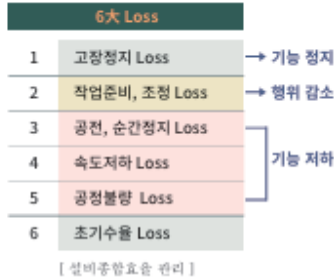 6大 Loss
1 고장정지 Loss → 기능 정지
2 작업준비, 조정 Loss → 행위 감소
3 공전, 순간정지 Loss
4 속도저하 Loss 기능 저하
5 공정불량 Loss
6 초기수율 Loss
[ 설비종합효율 관리 ]